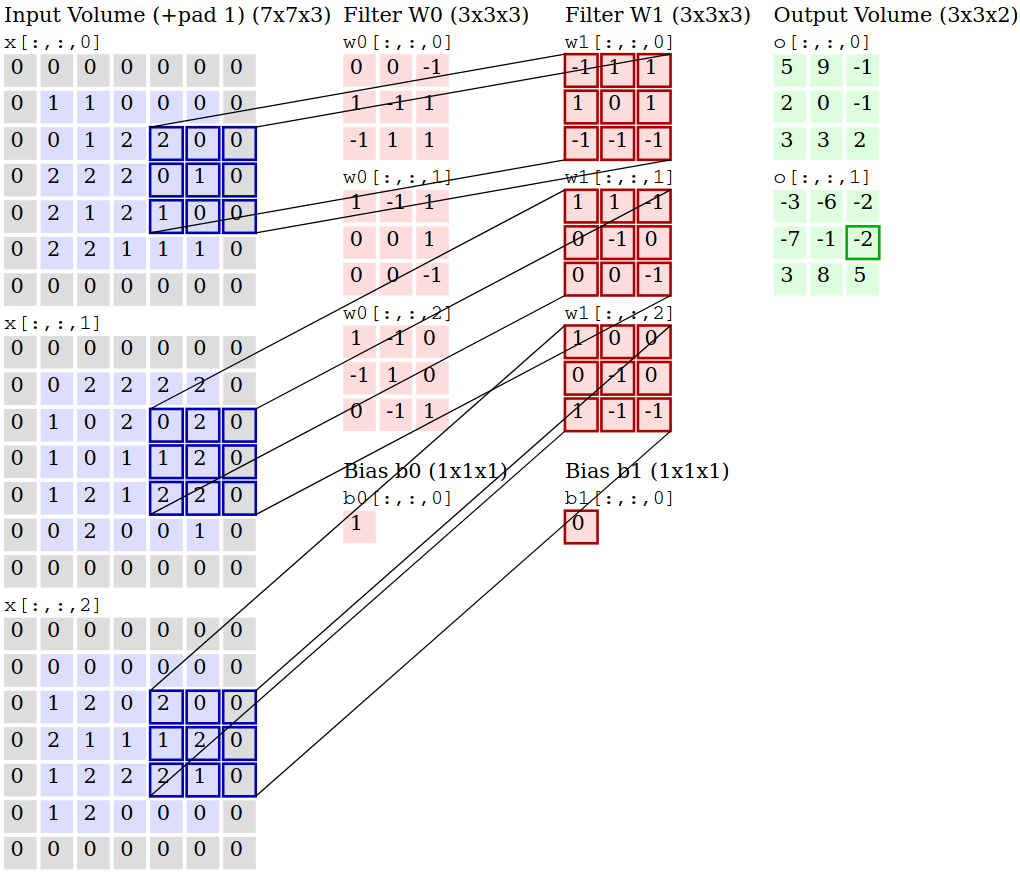 Input Volume (+pad 1) (7x7x3)
x[:,:,0]
0 0 0 0 0 0 0
0 1 1 0 0 0 0
0 0 1 2 2 0 0
0 2 2 2 0 1 0
0 2 1 2 1 0 0
0 2 2 1 1 1 0
0 0 0 0 0 0 0
x[:,:,1]
0 0 0 0 0 0 0
0 0 2 2 2 2 0
0 1 0 2 0 2 0
0 1 0 1 1 2 0
0 1 2 1 2 2 0
0 0 2 0 0 1 0
0 0 0 0 0 0 0
x[:,:,2]
0 0 0 0 0 0 0
0 0 0 0 0 0 0
0 1 2 0 2 0 0
0 2 1 1 1 2 0
0 1 2 2 2 1 0
0 1 2 0 0 0 0
0 0 0 0 0 0 0
Filter W0 (3x3x3)
w0[:,:,0]
0 0 -1
1 -1 1
-1 1 1
w0[:,:,1]
1 -1 1
0 0 1
0 0 -1
w0[:,:,2]
1 -1 0
-1 1 0
0 -1 1
Bias b0 (1x1x1)
b0[:,:,0]
1
Filter W1 (3x3x3)
w1[:,:,0]
-1 1 1
1 0 1
-1 -1 -1
w1[:,:,1]
1 1 -1
0 -1 0
0 0 -1
w1[:,:,2]
1 0 0
0 -1 0
1 -1 -1
Bias b1 (1x1x1)
b1[:,:,0]
0
Output Volume (3x3x2)
o[:,:,0]
5 9 -1
2 0 -1
3 3 2
o[:,:,1]
-3 -6 -2
-7 -1 -2
3 8 5